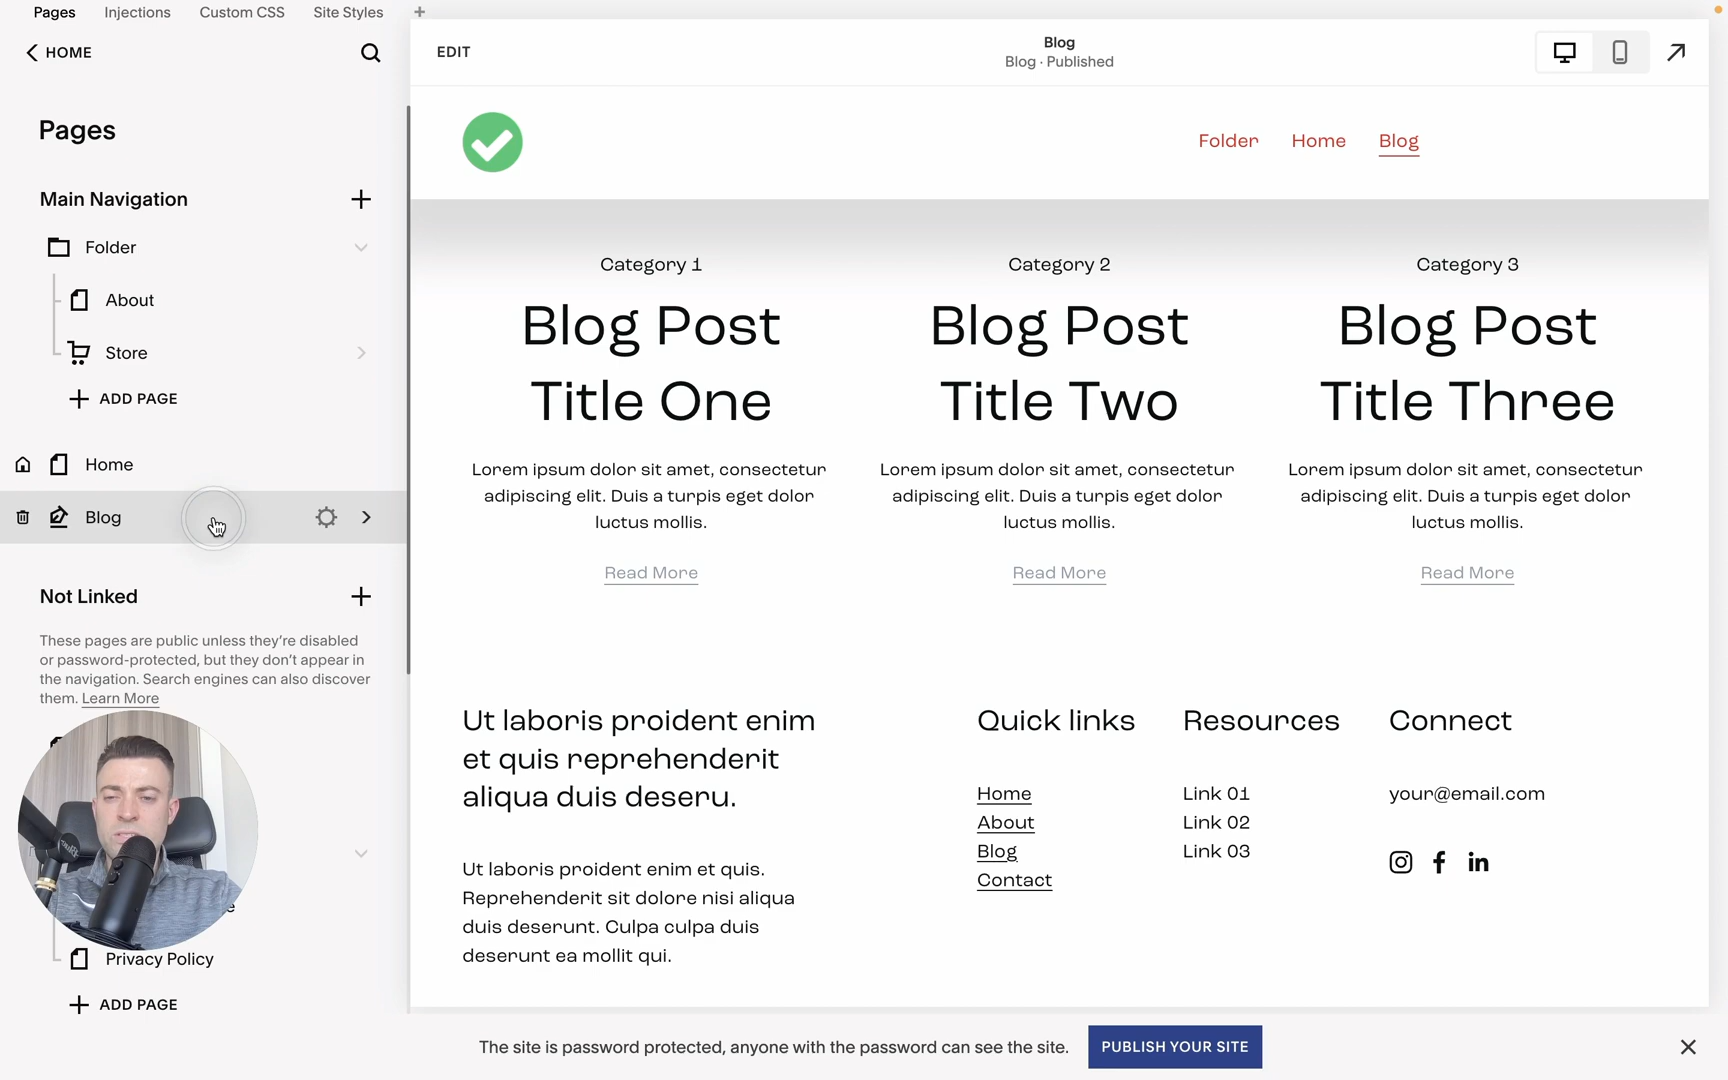 Pages Injections Custom CSS Site Styles
HOME
Pages
Main Navigation
Folder
About
Store
ADD PAGE
Home
Blog
Not Linked
These pages are public unless they're disabled
or password-protected, but they don't appear in
the navigation. Search engines can also discover
them. Learn More
Privacy Policy
ADD PAGE
EDIT
Blog
Blog · Published
Folder Home Blog
Category 1
Blog Post
Title One
Lorem ipsum dolor sit amet, consectetur
adipiscing elit. Duis a turpis eget dolor
luctus mollis.
Read More
Category 2
Blog Post
Title Two
Lorem ipsum dolor sit amet, consectetur
adipiscing elit. Duis a turpis eget dolor
luctus mollis.
Read More
Category 3
Blog Post
Title Three
Lorem ipsum dolor sit amet, consectetur
adipiscing elit. Duis a turpis eget dolor
luctus mollis.
Read More
Ut laboris proident enim
et quis reprehenderit
aliqua duis deseru.
Ut laboris proident enim et quis.
Reprehenderit sit dolore nisi aliqua
duis deserunt. Culpa culpa duis
deserunt ea mollit qui.
Quick links
Home
About
Blog
Contact
Resources
Link 01
Link 02
Link 03
Connect
your@email.com
The site is password protected, anyone with the password can see the site.
PUBLISH YOUR SITE